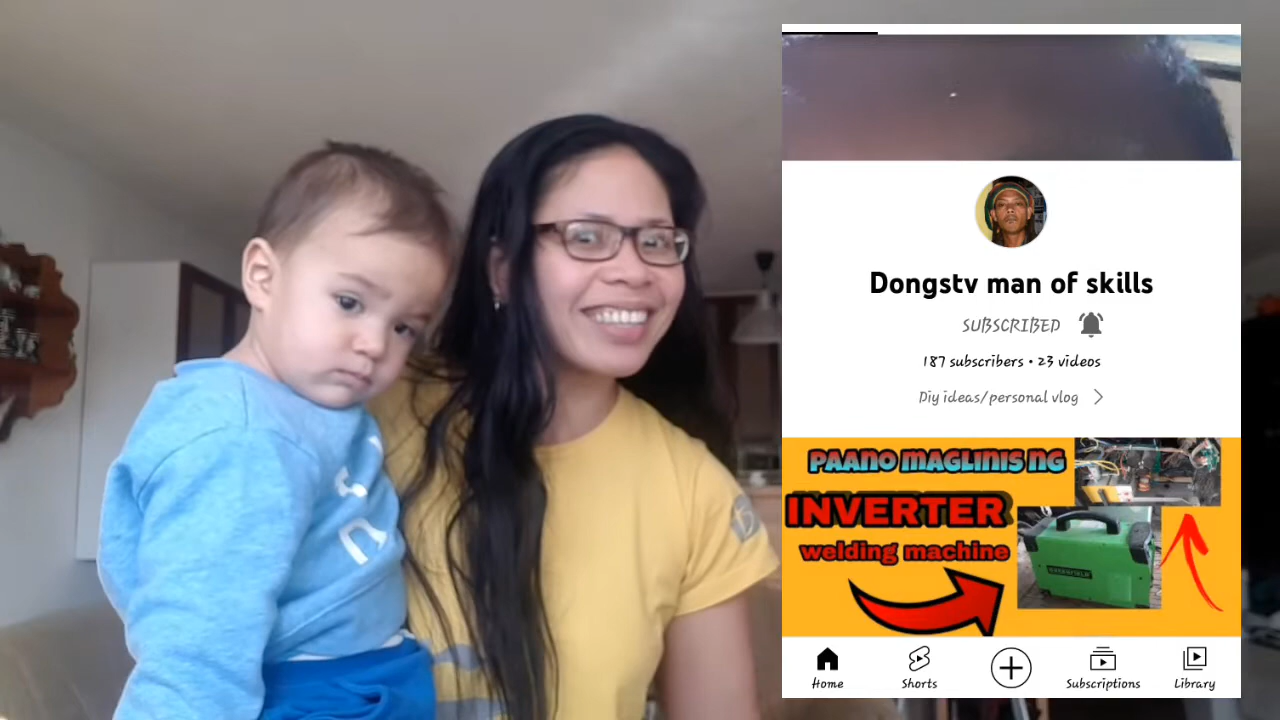 Dongstv man of skills
SUBSCRIBED
187 subscribers • 23 videos
Diy ideas/personal vlog
PAANO MAGLINIS NG
INVERTER
welding machine
GREENFIELD
Home
Shorts
Subscriptions
Library